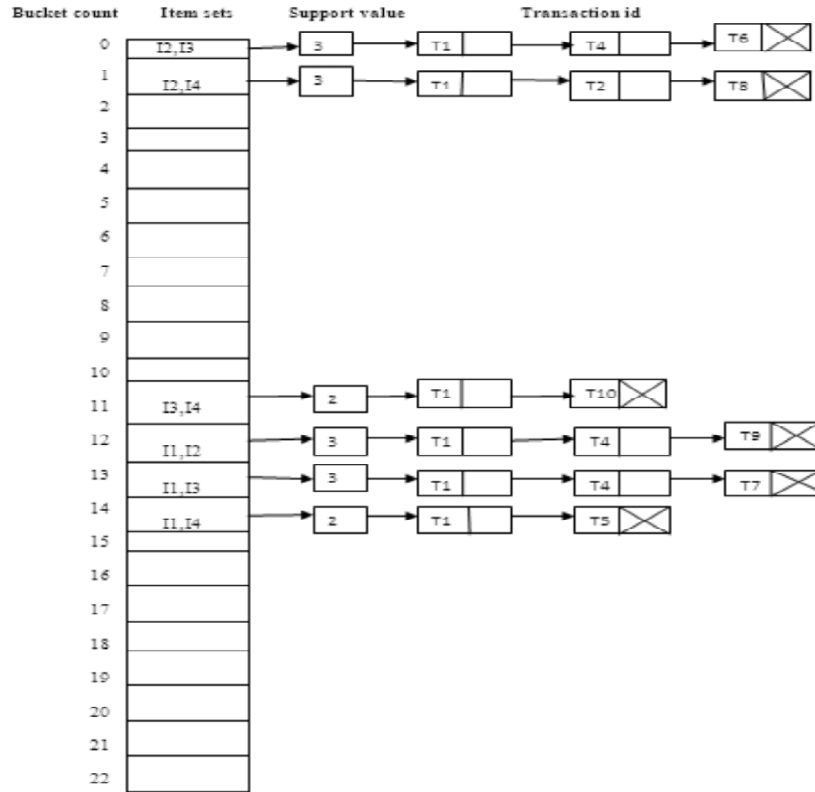 Bucket count Item sets Support value Transaction id
0 I2,I3 3 T1 T4 T6
1 I2,I4 3 T1 T2 T8
2
3
4
5
6
7
8
9
10
11 I3,I4 2 T1 T10
12 I1,I2 3 T1 T4 T9
13 I1,I3 3 T1 T4 T7
14 I1,I4 2 T1 T5
15
16
17
18
19
20
21
22